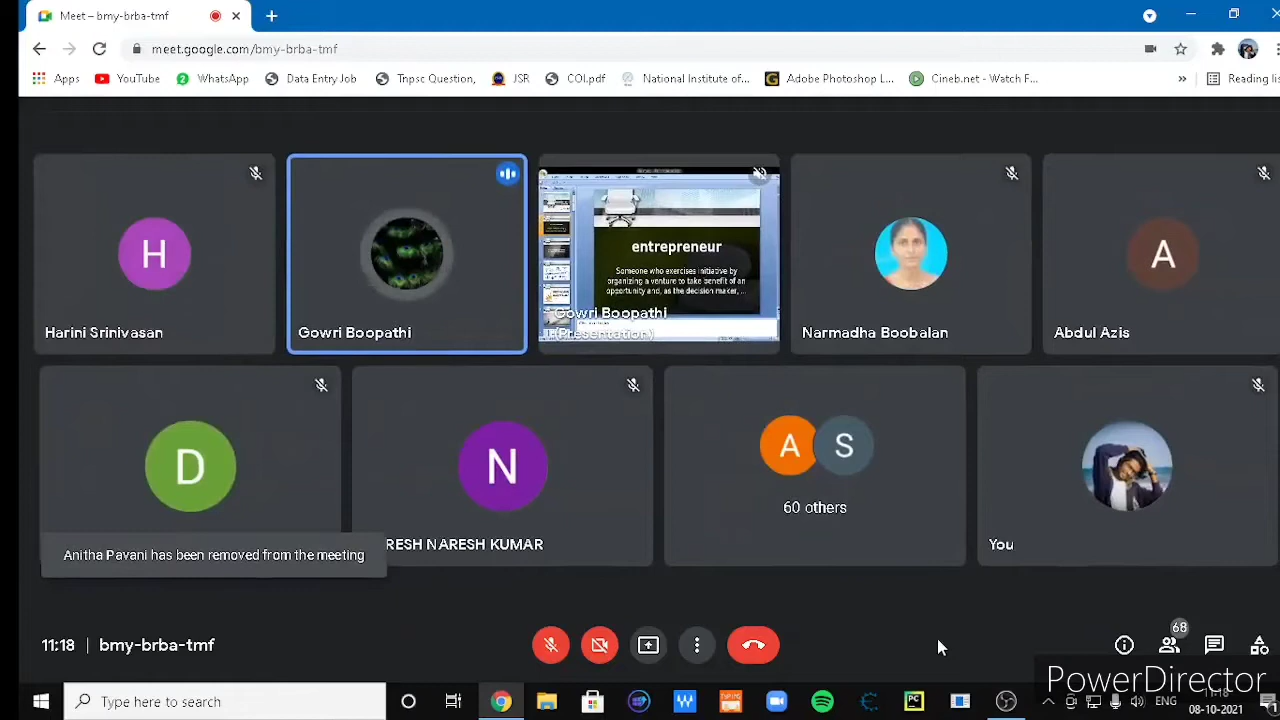 Meet – bmy-brba-tmf
meet.google.com/bmy-brba-tmf
Apps YouTube WhatsApp Data Entry Job Tnpsc Question, JSR COI.pdf National Institute of... Adobe Photoshop L... Cineb.net - Watch F... » Reading list
H
Harini Srinivasan
Gowri Boopathi
entrepreneur
Someone who exercises initiative by
organizing a venture to take benefit of an
opportunity and, as the decision maker, ...
Gowri Boopathi
(Presentation)
Narmadha Boobalan
A
Abdul Azis
D
Anitha Pavani has been removed from the meeting
N
RESH NARESH KUMAR
A S
60 others
You
11:18 | bmy-brba-tmf
68
PowerDirector
Type here to search
ENG
11:18
08-10-2021